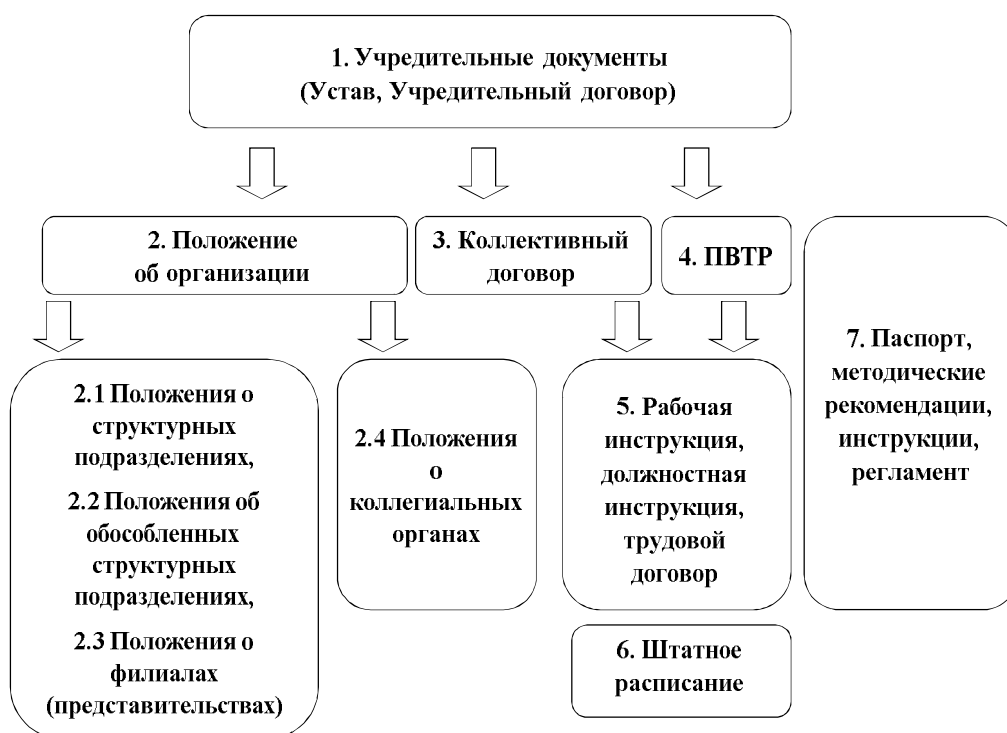 1. Учредительные документы
(Устав, Учредительный договор)
2. Положение
об организации
3. Коллективный
договор
4. ПВТР
7. Паспорт,
методические
рекомендации,
инструкции,
регламент
2.1 Положения о
структурных
подразделениях,
2.2 Положения об
обособленных
структурных
подразделениях,
2.3 Положения о
филиалах
(представительствах)
2.4 Положения
о
коллегиальных
органах
5. Рабочая
инструкция,
должностная
инструкция,
трудовой
договор
6. Штатное
расписание